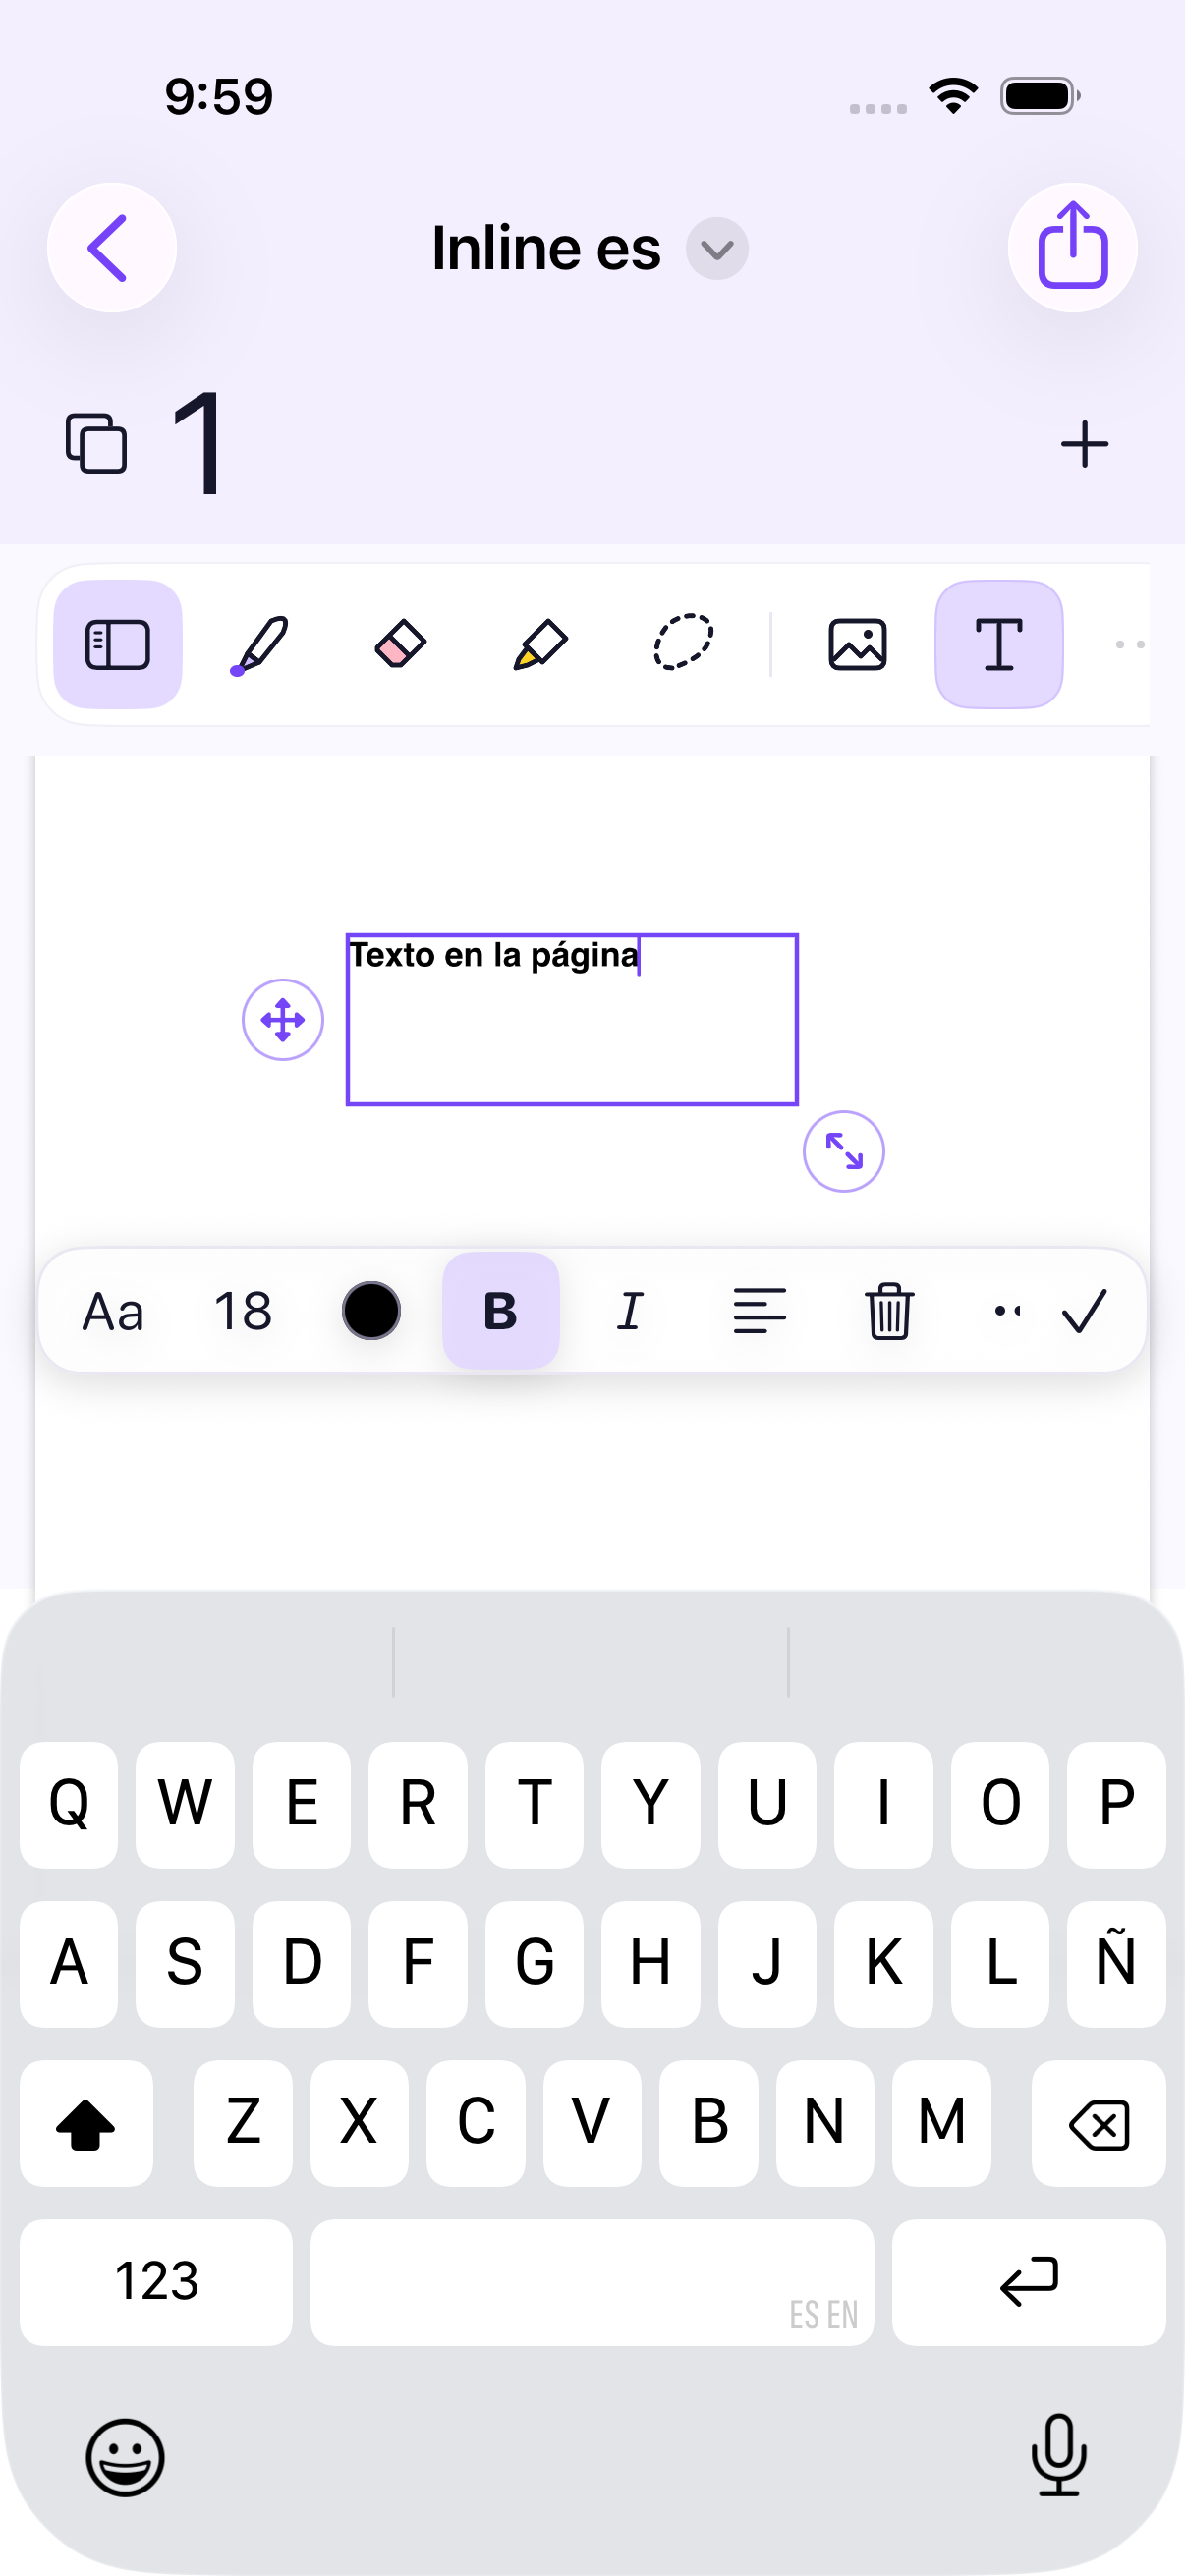 9:59
Inline es
1
Texto en la página
Aa 18 B I
Q W E R T Y U I O P
A S D F G H J K L Ñ
Z X C V B N M
123
ES EN